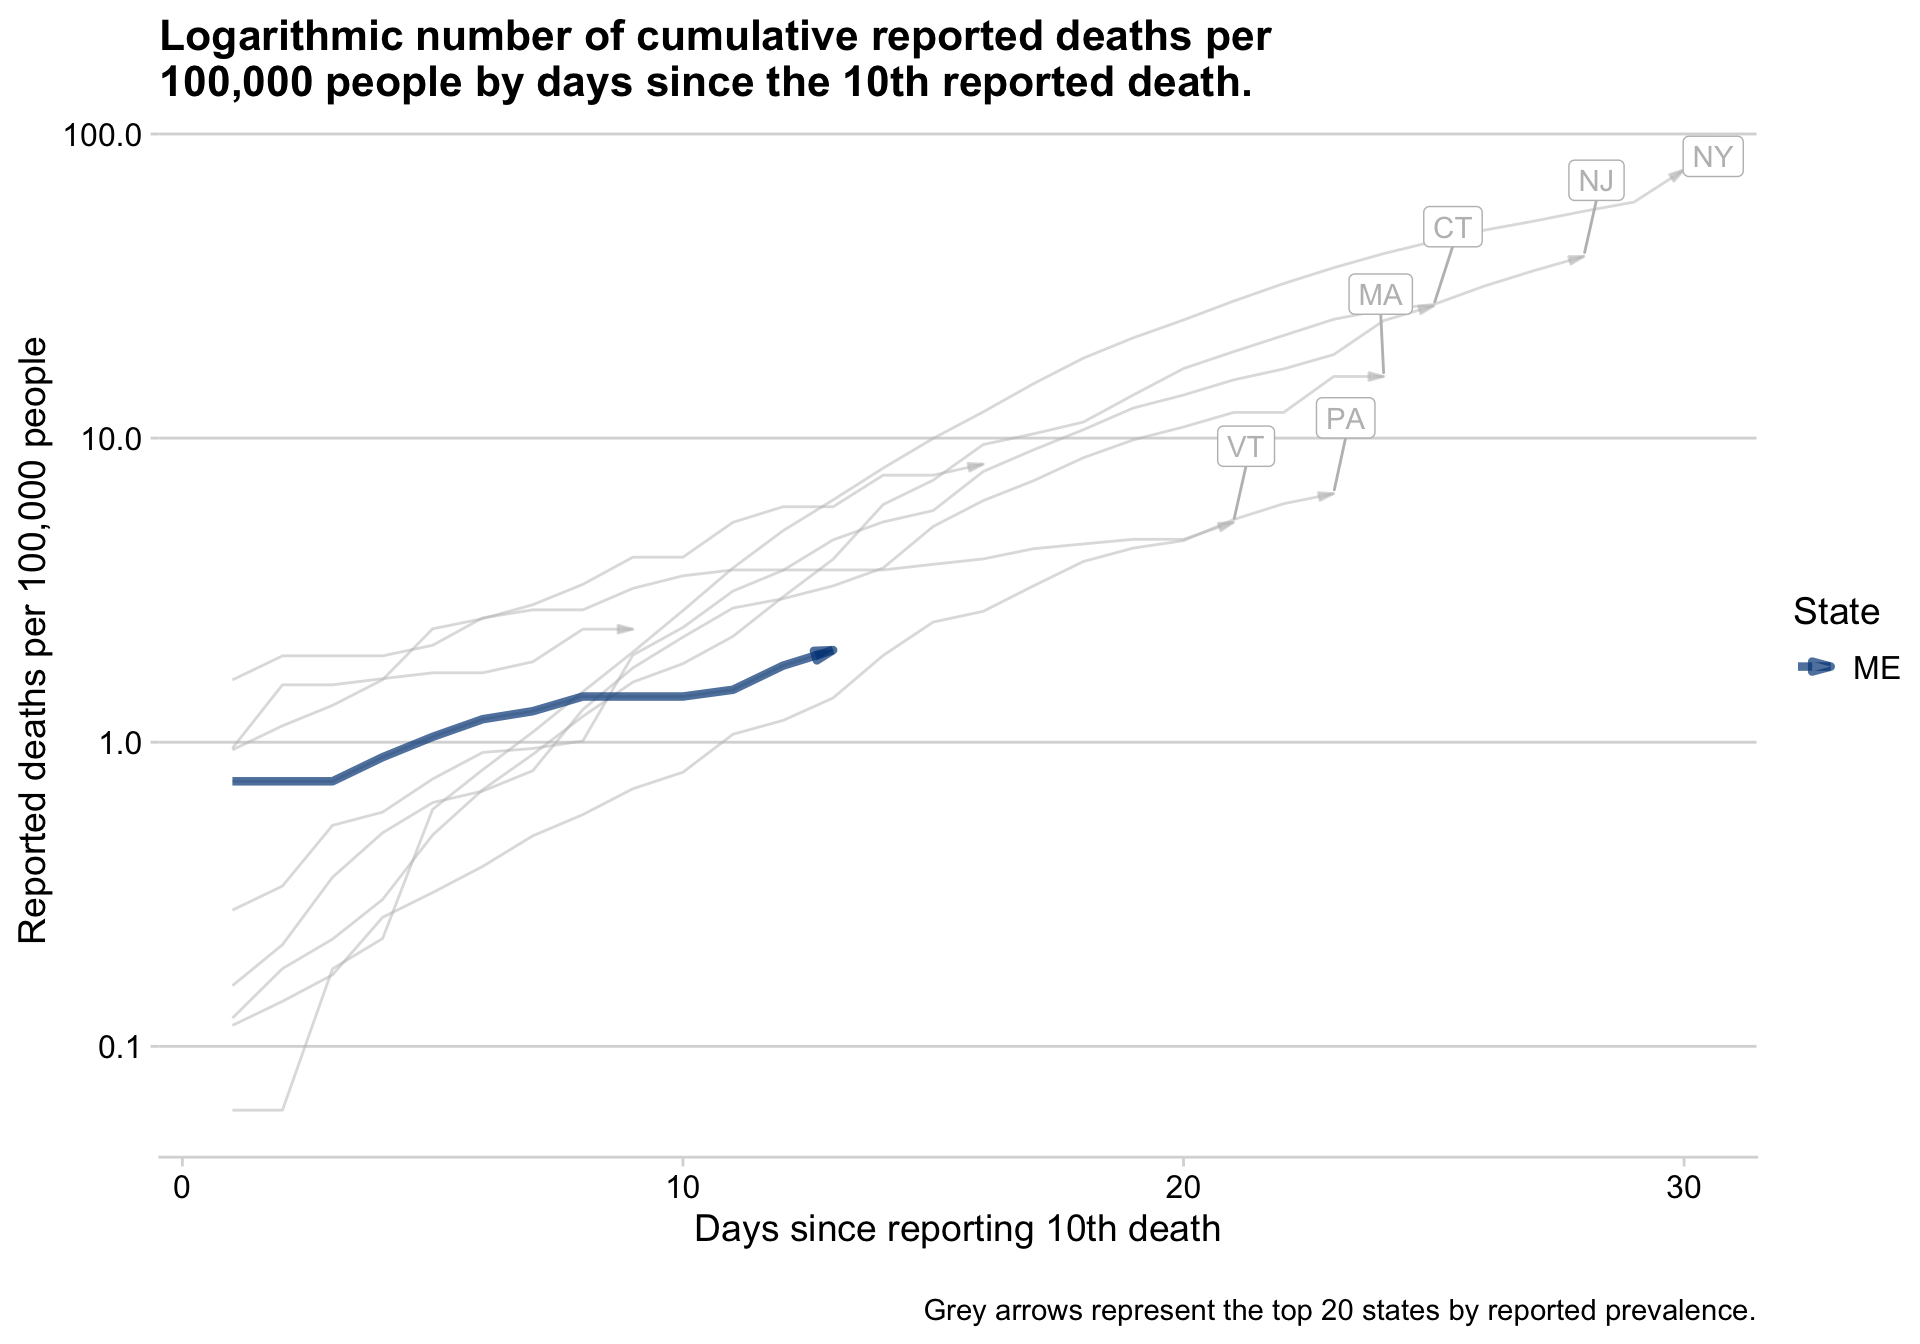 Logarithmic number of cumulative reported deaths per
100,000 people by days since the 10th reported death.
100.0
10.0
1.0
0.1
Reported deaths per 100,000 people
NY
NJ
CT
MA
PA
VT
State
ME
0
10
20
30
Days since reporting 10th death
Grey arrows represent the top 20 states by reported prevalence.